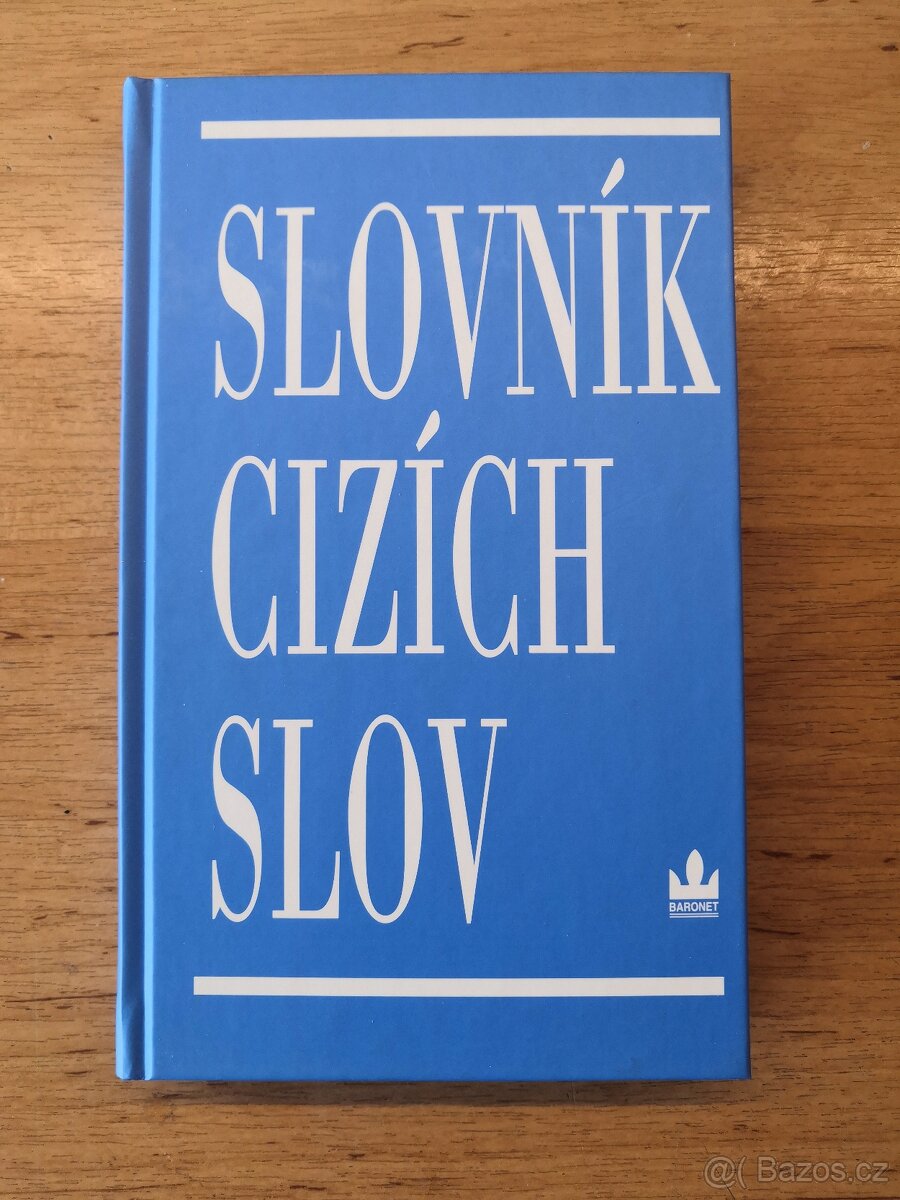 SLOVNÍK
CIZÍCH
SLOV
BARONET
@( Bazos.cz